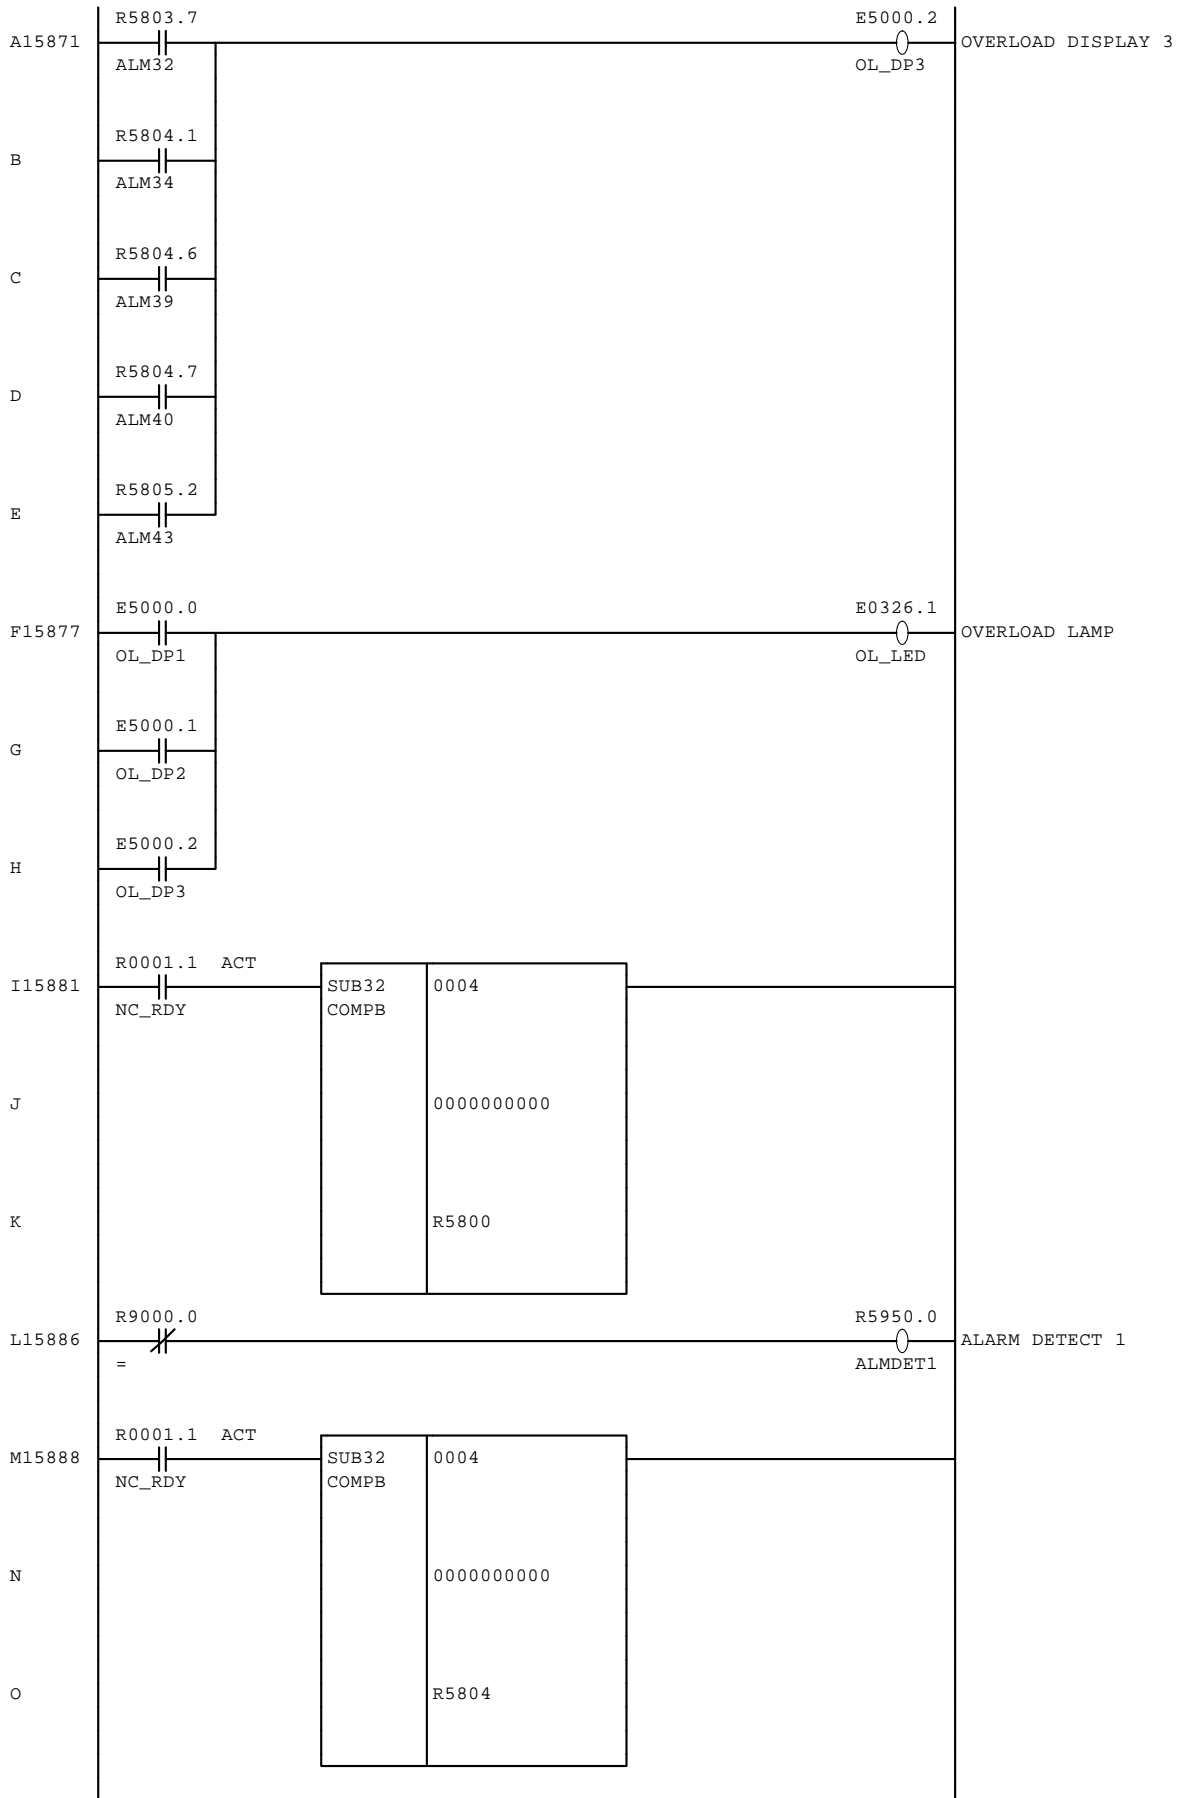 R5803.7 E5000.2
A15871 OVERLOAD DISPLAY 3
ALM32 OL_DP3
R5804.1
B
ALM34
R5804.6
C
ALM39
R5804.7
D
ALM40
R5805.2
E
ALM43
E5000.0 E0326.1
F15877 OVERLOAD LAMP
OL_DP1 OL_LED
E5000.1
G
OL_DP2
E5000.2
H
OL_DP3
R0001.1 ACT
I15881 SUB32 0004
NC_RDY COMPB
J 0000000000
K R5800
R9000.0 R5950.0
L15886 ALARM DETECT 1
= ALMDET1
R0001.1 ACT
M15888 SUB32 0004
NC_RDY COMPB
N 0000000000
O R5804